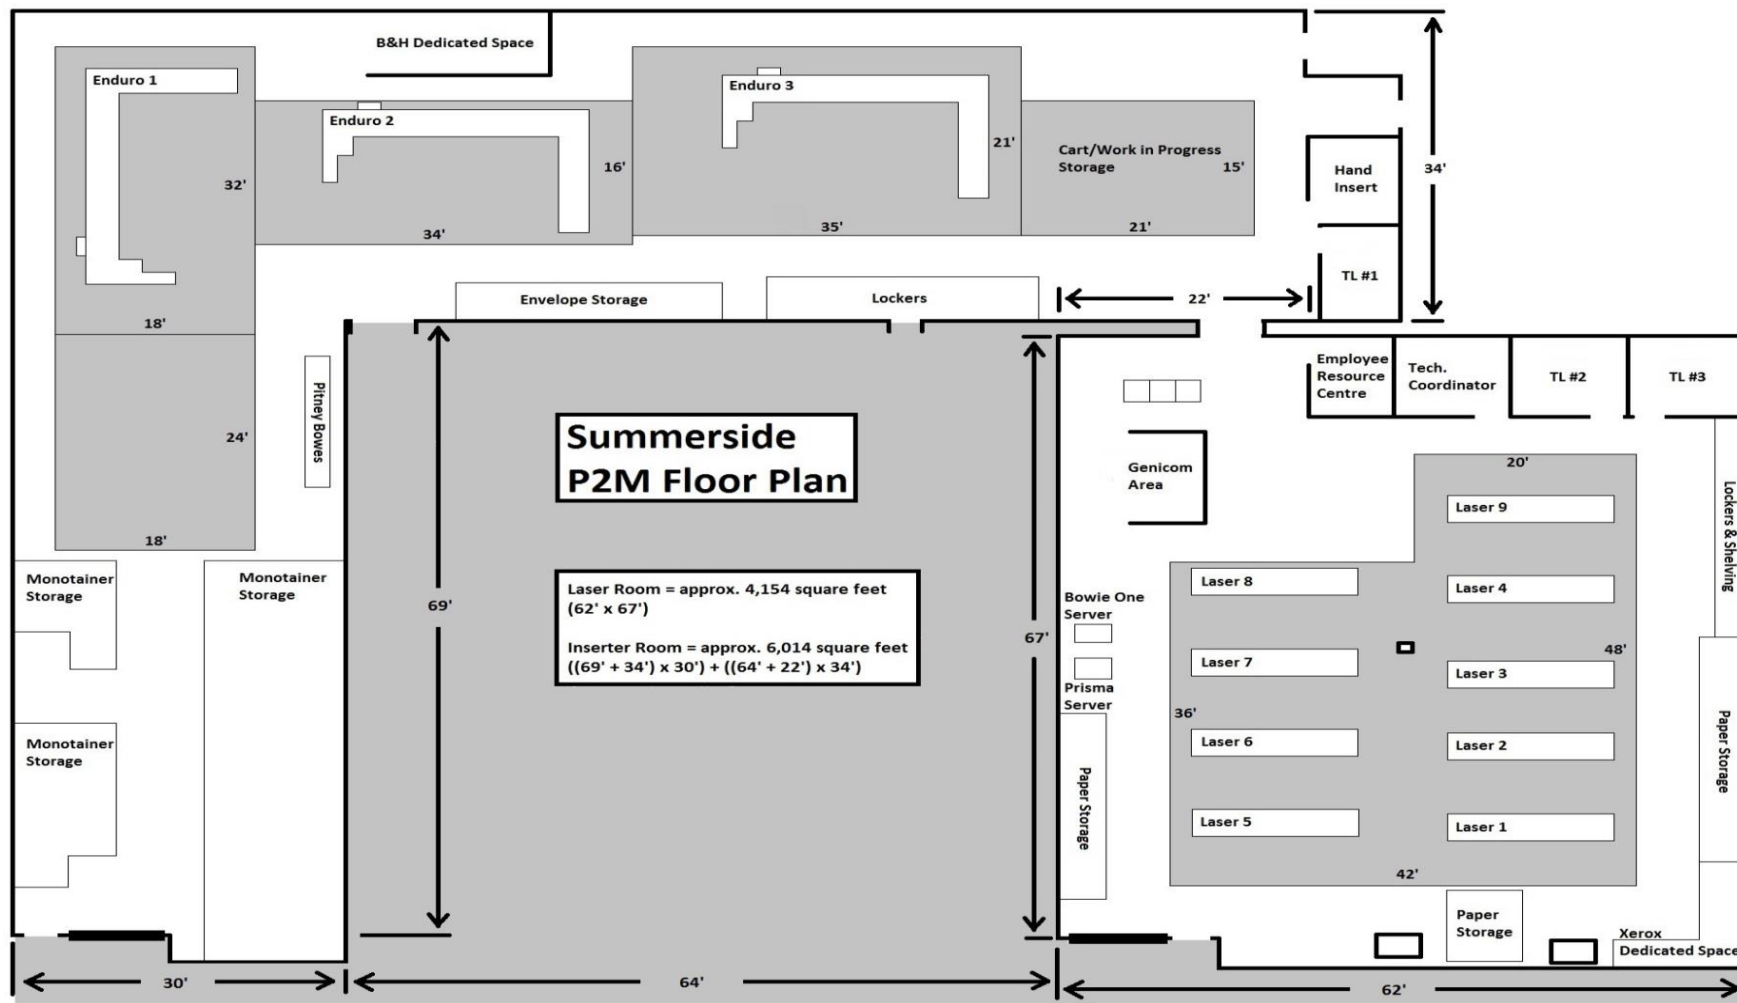 B&H Dedicated Space
Enduro 1
32'
18'
Enduro 2
16'
34'
Enduro 3
21'
35'
Cart/Work in Progress
Storage
15'
21'
Hand
Insert
34'
TL #1
22'
Envelope Storage
Lockers
24'
18'
Pitney Bowes
Monotainer
Storage
Monotainer
Storage
Monotainer
Storage
30'
69'
Summerside
P2M Floor Plan
Laser Room = approx. 4,154 square feet
(62' x 67')
Inserter Room = approx. 6,014 square feet
((69' + 34') x 30') + ((64' + 22') x 34')
64'
67'
Employee
Resource
Centre
Tech.
Coordinator
TL #2
TL #3
Genicom
Area
20'
Laser 9
Laser 8
Laser 4
Bowie One
Server
48'
Laser 7
Laser 3
Prisma
Server
36'
Laser 6
Laser 2
Laser 5
Laser 1
42'
Paper Storage
Lockers & Shelving
Paper Storage
Paper
Storage
Xerox
Dedicated Space
62'